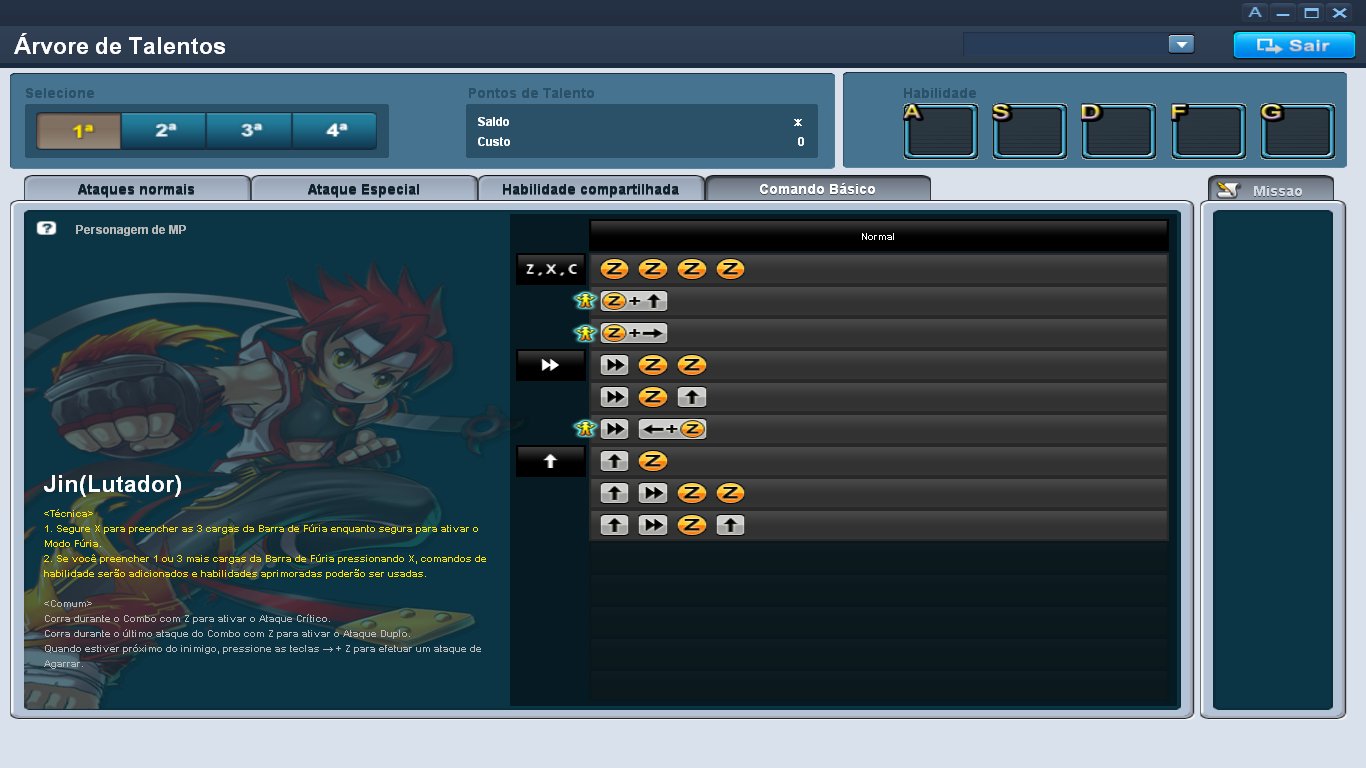 A
Árvore de Talentos
Sair
Selecione
1ª 2ª 3ª 4ª
Pontos de Talento
Saldo x
Custo 0
Habilidade
A S D F G
Ataques normais
Ataque Especial
Habilidade compartilhada
Comando Básico
Missao
? Personagem de MP
Normal
Z , X , C Z Z Z Z
Z + ↑
Z + →
Z Z
Z ↑
← + Z
↑ ↑ Z
↑ Z Z
↑ Z ↑
Jin(Lutador)
<Técnica>
1. Segure X para preencher as 3 cargas da Barra de Fúria enquanto segura para ativar o
Modo Fúria.
2. Se você preencher 1 ou 3 mais cargas da Barra de Fúria pressionando X, comandos de
habilidade serão adicionados e habilidades aprimoradas poderão ser usadas.
<Comum>
Corra durante o Combo com Z para ativar o Ataque Crítico.
Corra durante o último ataque do Combo com Z para ativar o Ataque Duplo.
Quando estiver próximo do inimigo, pressione as teclas → + Z para efetuar um ataque de
Agarrar.